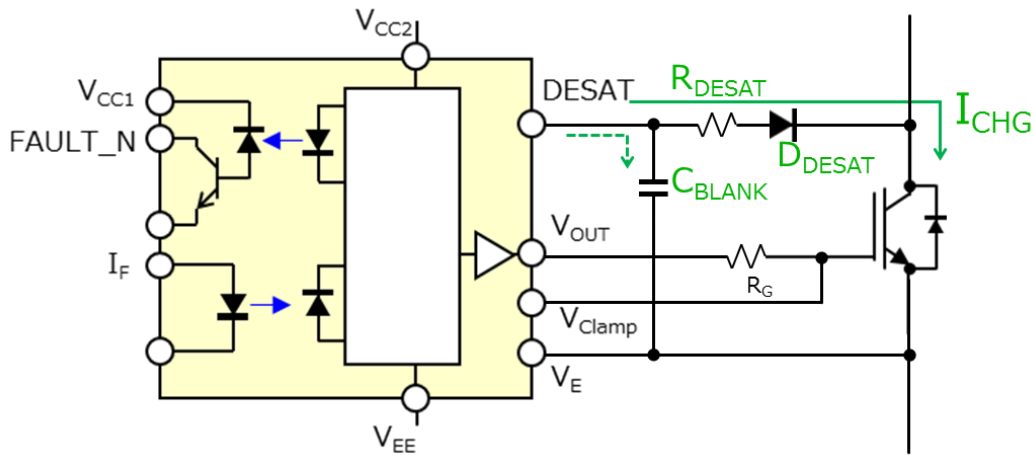 VCC2
VCC1
FAULT_N
IF
VEE
DESAT
RDESAT
ICHG
DDESAT
CBLANK
VOUT
RG
VClamp
VE